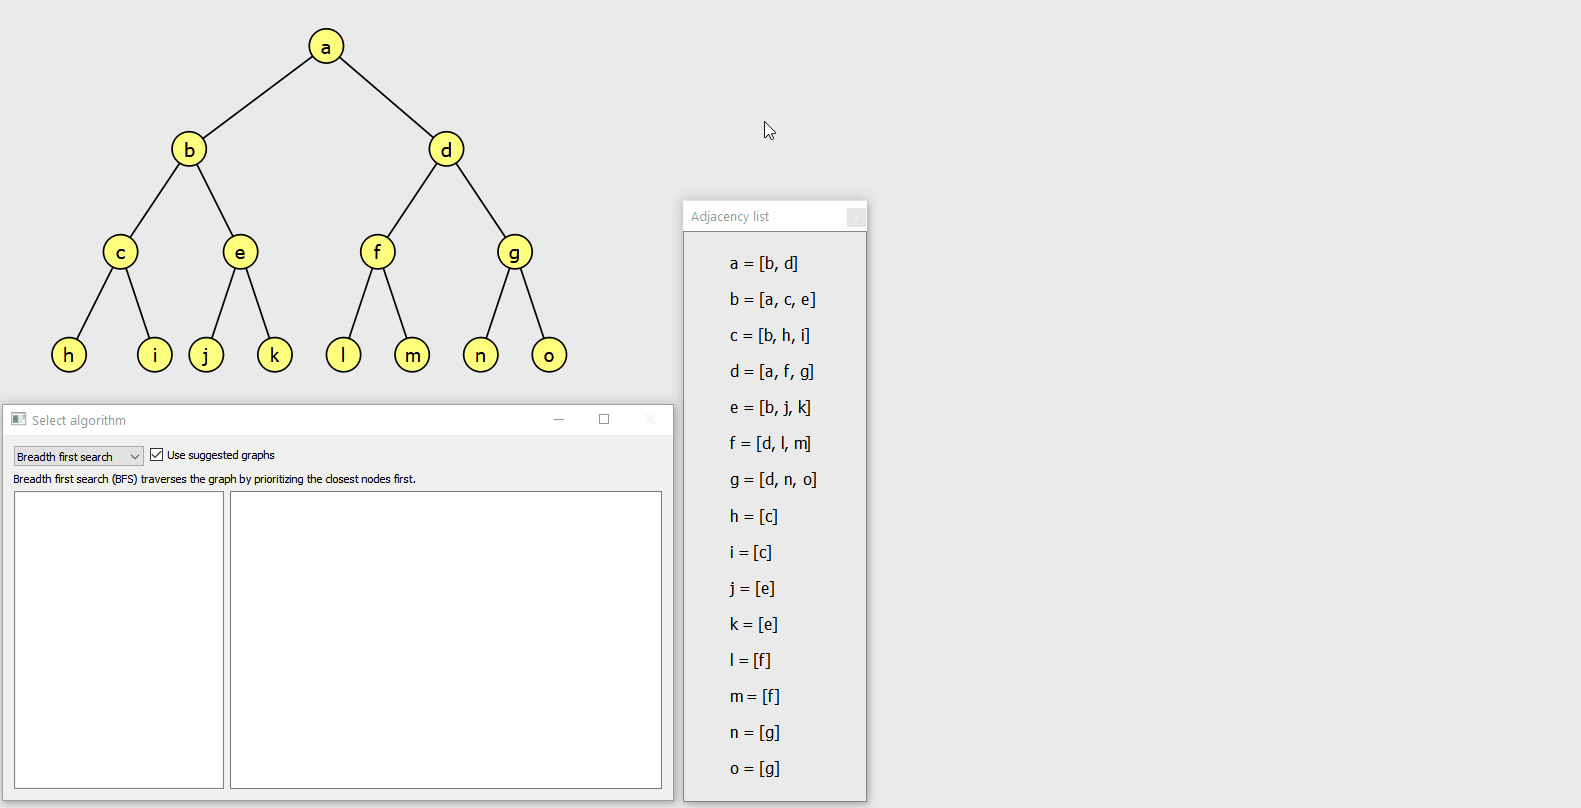 a
b d
c e f g
h i j k l m n o
Select algorithm
Breadth first search Use suggested graphs
Breadth first search (BFS) traverses the graph by prioritizing the closest nodes first.
Adjacency list
a = [b, d]
b = [a, c, e]
c = [b, h, i]
d = [a, f, g]
e = [b, j, k]
f = [d, l, m]
g = [d, n, o]
h = [c]
i = [c]
j = [e]
k = [e]
l = [f]
m = [f]
n = [g]
o = [g]